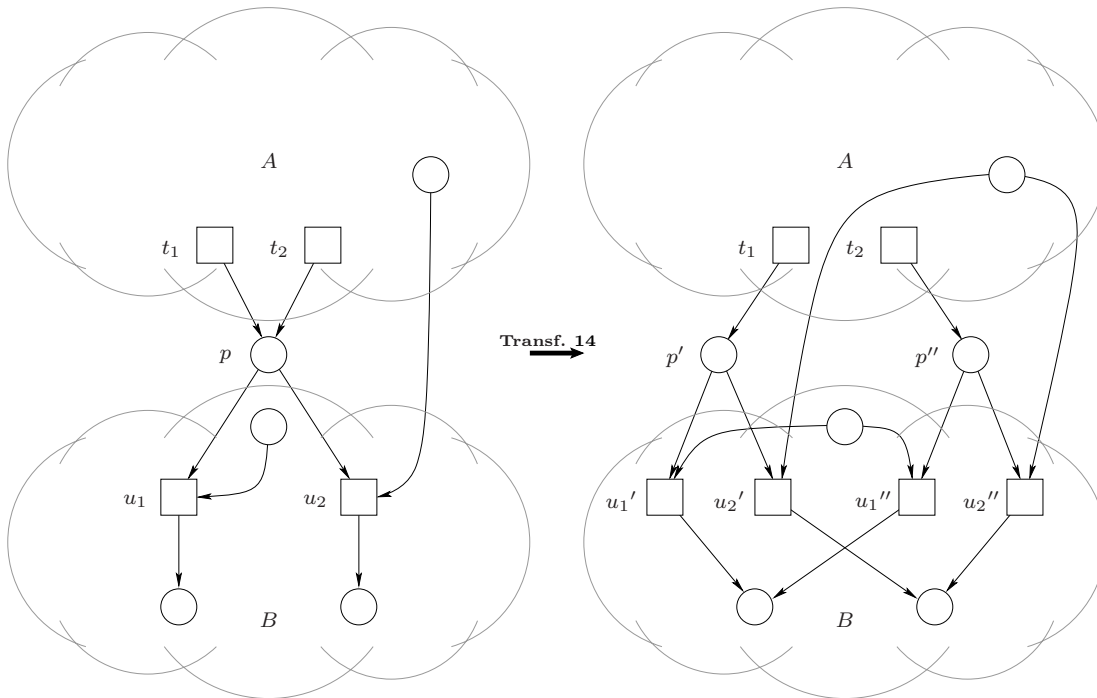 A
t₁ t₂
p
u₁ u₂
B
Transf. 14
A
t₁ t₂
p′ p″
u₁′ u₂′ u₁″ u₂″
B